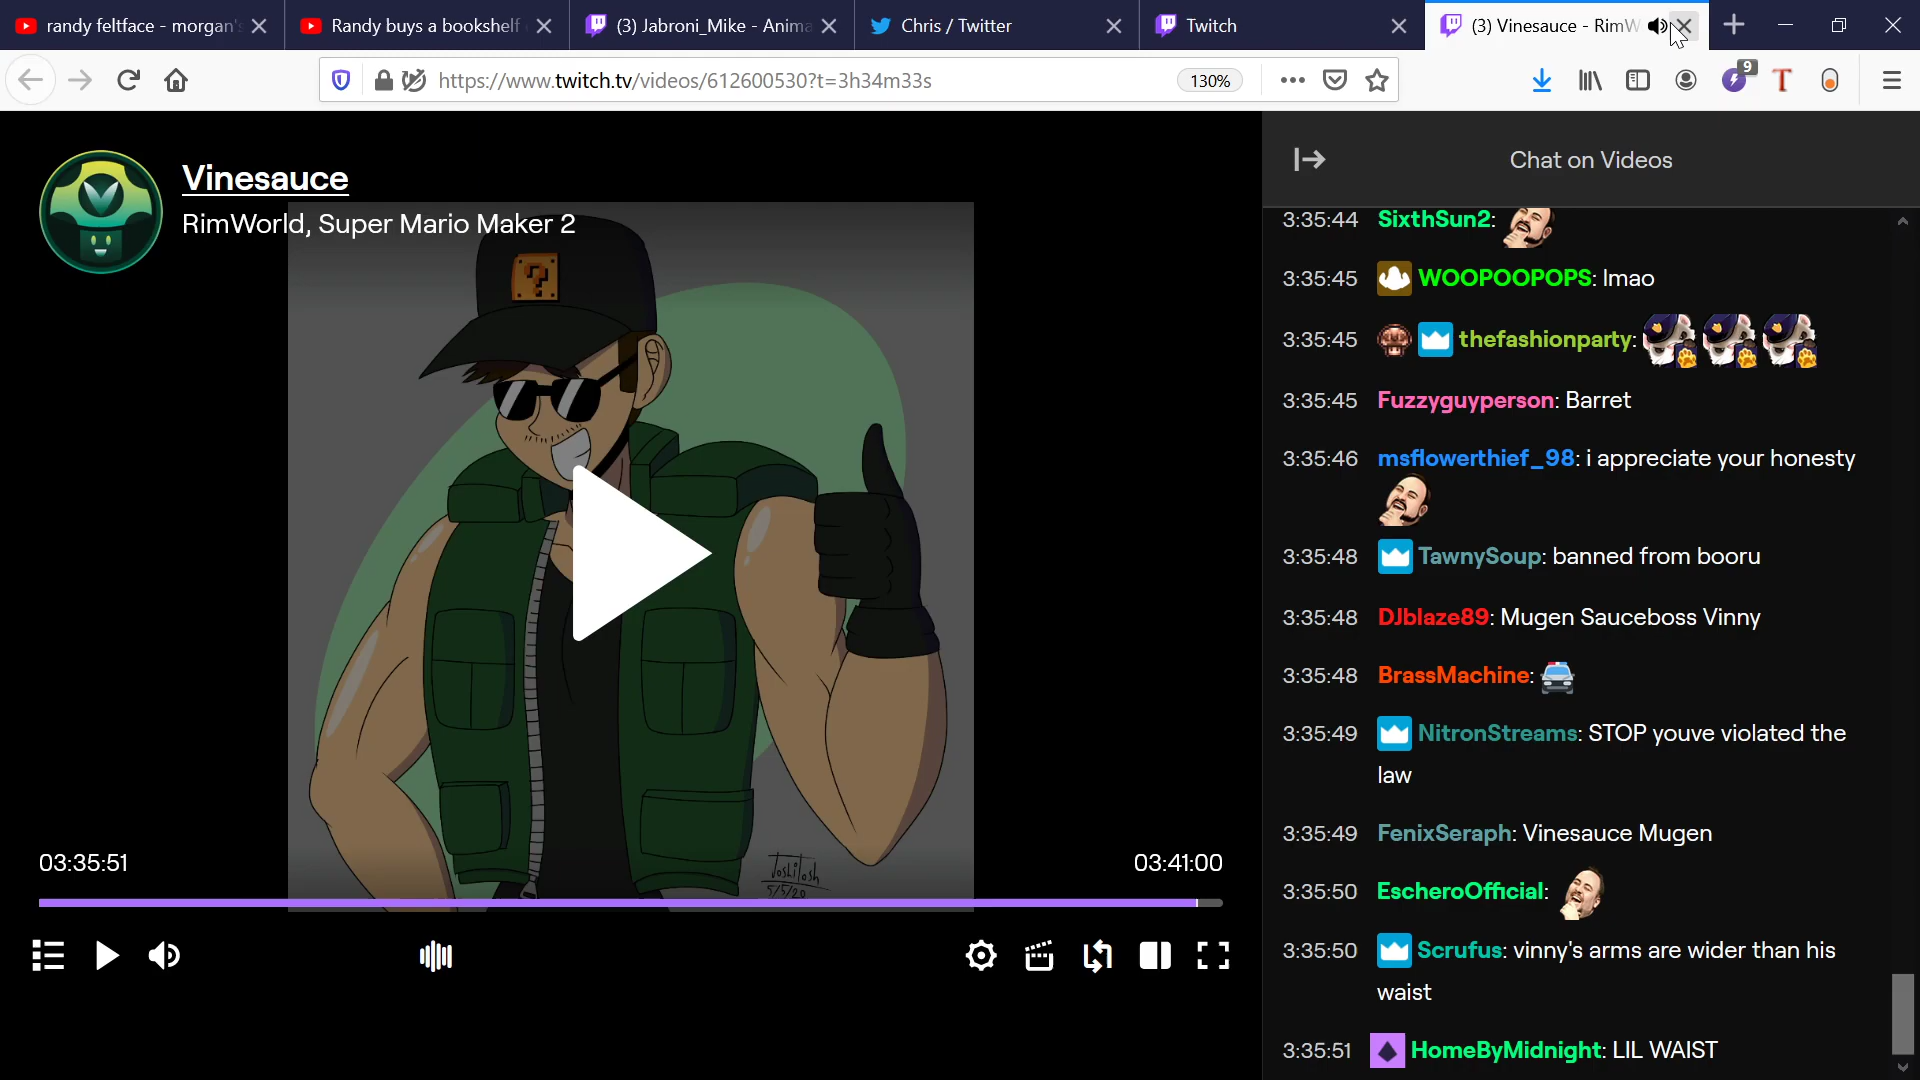 randy feltface - morgan's
Randy buys a bookshelf
(3) Jabroni_Mike - Anima
Chris / Twitter
Twitch
(3) Vinesauce - RimW
https://www.twitch.tv/videos/612600530?t=3h34m33s
130%
9
T
Vinesauce
RimWorld, Super Mario Maker 2
?
JoshiTosh
5/5/20
03:35:51
03:41:00
Chat on Videos
3:35:44 SixthSun2:
3:35:45 WOOPOOPOPS: lmao
3:35:45 thefashionparty:
3:35:45 Fuzzyguyperson: Barret
3:35:46 msflowerthief_98: i appreciate your honesty
3:35:48 TawnySoup: banned from booru
3:35:48 DJblaze89: Mugen Sauceboss Vinny
3:35:48 BrassMachine:
3:35:49 NitronStreams: STOP youve violated the
law
3:35:49 FenixSeraph: Vinesauce Mugen
3:35:50 EscheroOfficial:
3:35:50 Scrufus: vinny's arms are wider than his
waist
3:35:51 HomeByMidnight: LIL WAIST